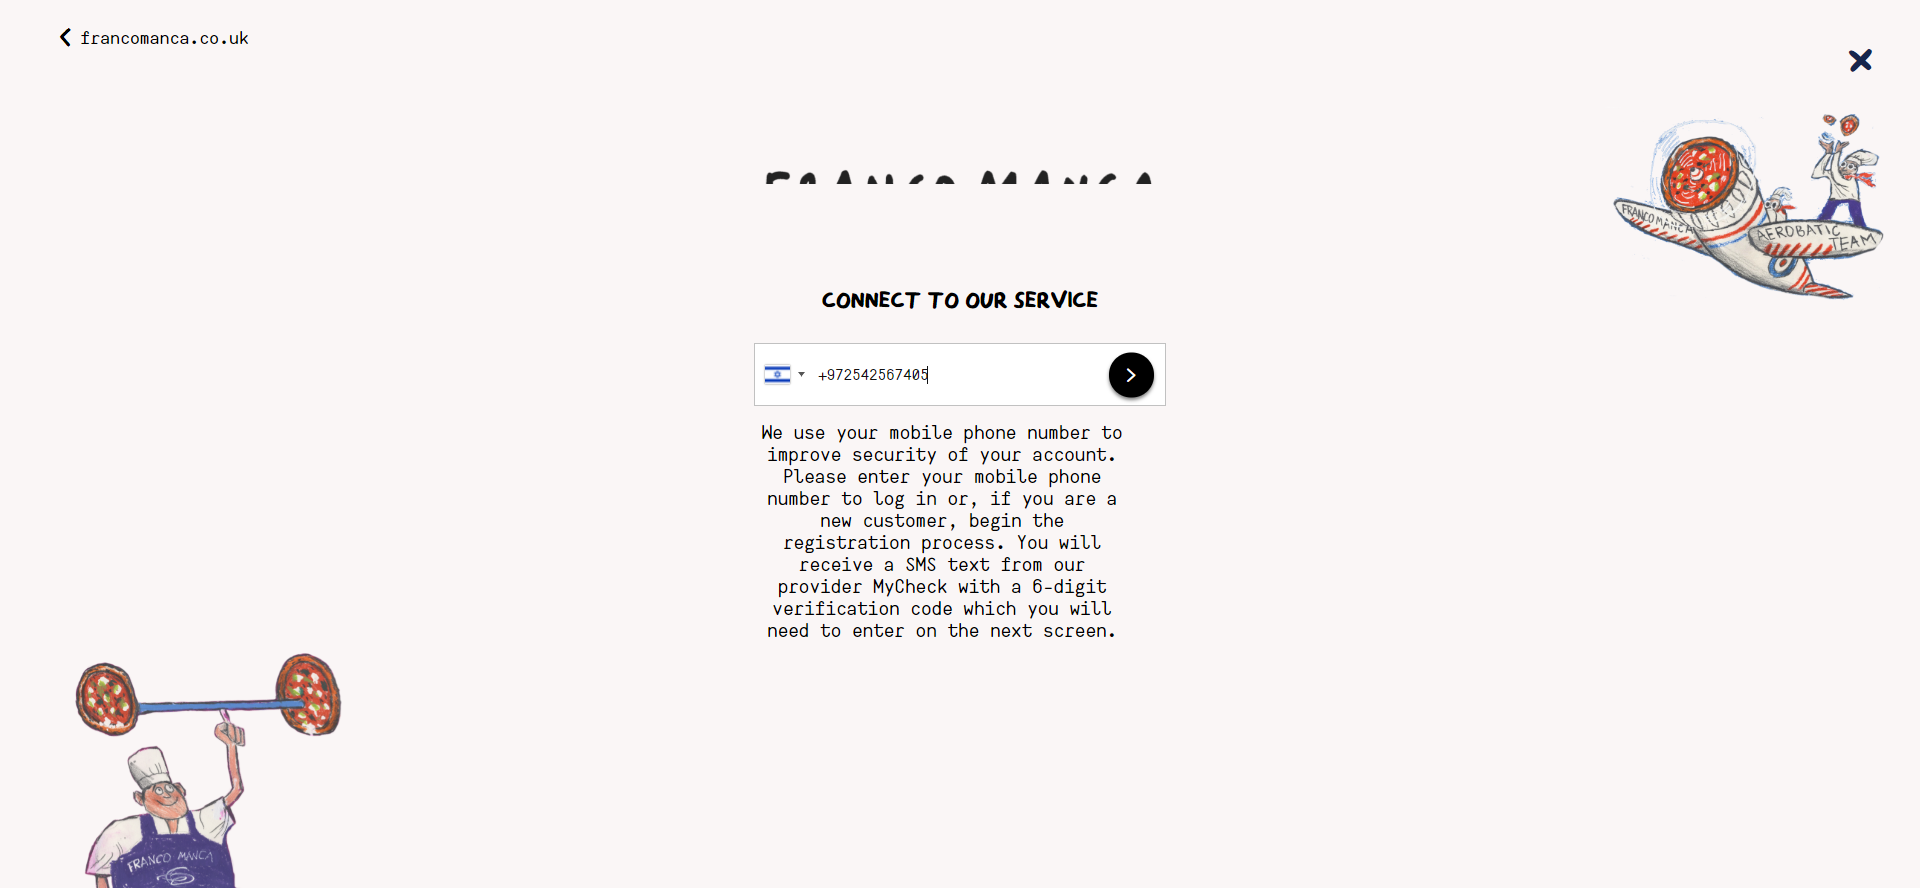 francomanca.co.uk
FRANCO MANCA
FRANCO MANCA
AEROBATIC
TEAM
CONNECT TO OUR SERVICE
+972542567405
We use your mobile phone number to
improve security of your account.
Please enter your mobile phone
number to log in or, if you are a
new customer, begin the
registration process. You will
receive a SMS text from our
provider MyCheck with a 6-digit
verification code which you will
need to enter on the next screen.
FRANCO MANCA